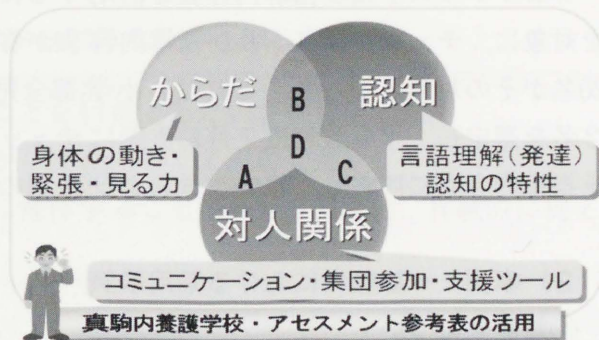 からだ
B
認知
D
A
C
身体の動き・
緊張・見る力
言語理解(発達)
認知の特性
対人関係
コミュニケーション・集団参加・支援ツール
真駒内養護学校・アセスメント参考表の活用